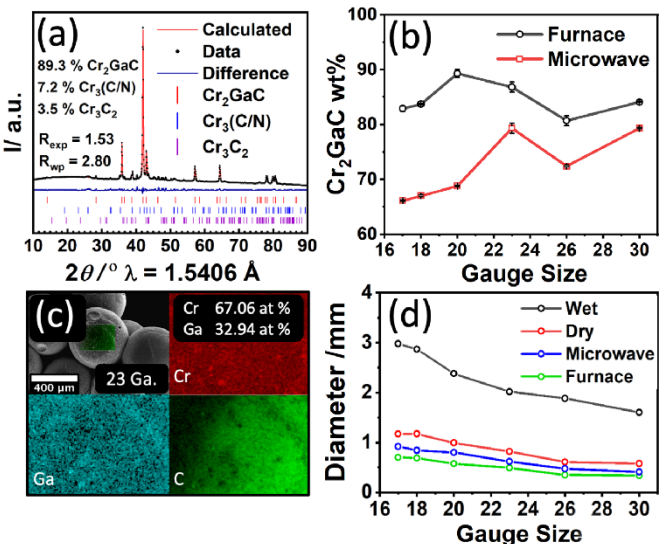 (a)
Calculated
Data
Difference
Cr₂GaC
Cr₃(C/N)
Cr₃C₂
89.3 % Cr₂GaC
7.2 % Cr₃(C/N)
3.5 % Cr₃C₂
R_exp = 1.53
R_wp = 2.80
I/ a.u.
10 20 30 40 50 60 70 80 90
2θ/° λ = 1.5406 Å
(b)
Furnace
Microwave
Cr₂GaC wt%
100
90
80
70
60
16 18 20 22 24 26 28 30
Gauge Size
(c)
400 μm
23 Ga.
Cr 67.06 at %
Ga 32.94 at %
Cr
Ga
C
(d)
Wet
Dry
Microwave
Furnace
Diameter /mm
4
3
2
1
0
16 18 20 22 24 26 28 30
Gauge Size